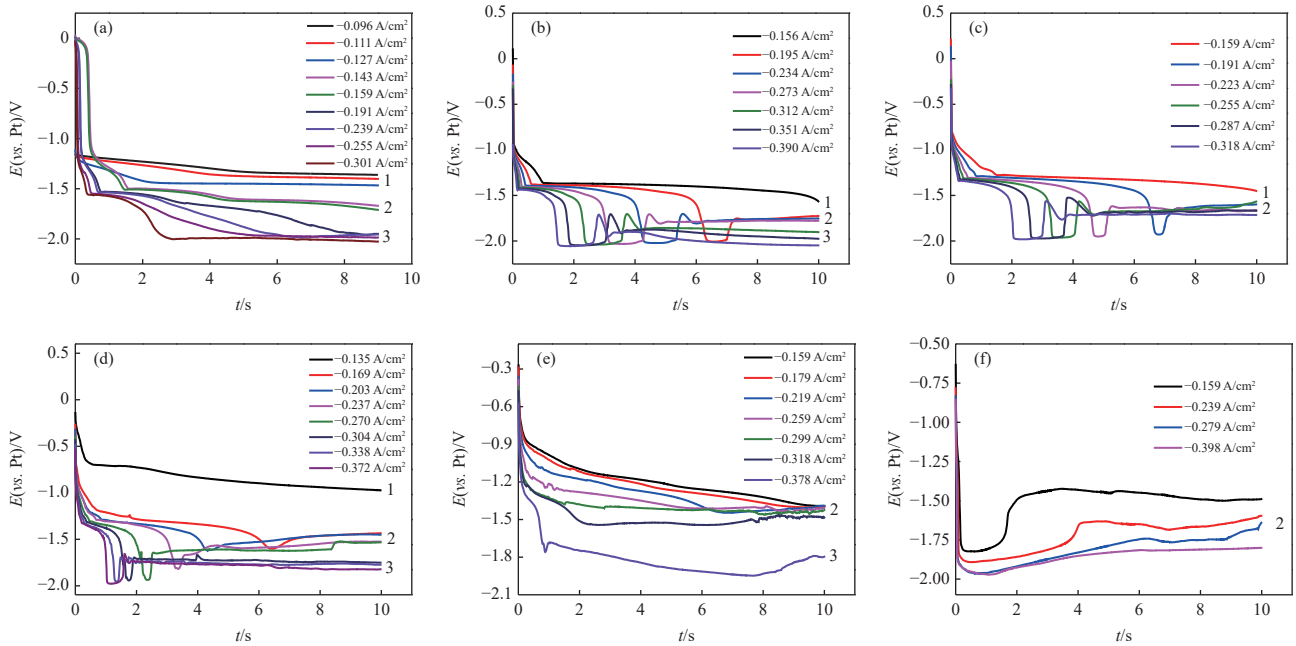 (a)
−0.096 A/cm²
−0.111 A/cm²
−0.127 A/cm²
−0.143 A/cm²
−0.159 A/cm²
−0.191 A/cm²
−0.239 A/cm²
−0.255 A/cm²
−0.301 A/cm²
0
−0.5
−1.0
−1.5
−2.0
1
2
3
E(vs. Pt)/V
0 2 4 6 8 10
t/s
(b)
−0.156 A/cm²
−0.195 A/cm²
−0.234 A/cm²
−0.273 A/cm²
−0.312 A/cm²
−0.351 A/cm²
−0.390 A/cm²
0.5
0
−0.5
−1.0
−1.5
−2.0
−2.5
1
2
3
E(vs. Pt)/V
0 2 4 6 8 10
t/s
(c)
−0.159 A/cm²
−0.191 A/cm²
−0.223 A/cm²
−0.255 A/cm²
−0.287 A/cm²
−0.318 A/cm²
0.5
0
−0.5
−1.0
−1.5
−2.0
−2.5
1
2
E(vs. Pt)/V
0 2 4 6 8 10
t/s
(d)
−0.135 A/cm²
−0.169 A/cm²
−0.203 A/cm²
−0.237 A/cm²
−0.270 A/cm²
−0.304 A/cm²
−0.338 A/cm²
−0.372 A/cm²
0.5
0
−0.5
−1.0
−1.5
−2.0
1
2
3
E(vs. Pt)/V
0 2 4 6 8 10
t/s
(e)
−0.159 A/cm²
−0.179 A/cm²
−0.219 A/cm²
−0.259 A/cm²
−0.299 A/cm²
−0.318 A/cm²
−0.378 A/cm²
−0.3
−0.6
−0.9
−1.2
−1.5
−1.8
−2.1
2
3
E(vs. Pt)/V
0 2 4 6 8 10
t/s
(f)
−0.159 A/cm²
−0.239 A/cm²
−0.279 A/cm²
−0.398 A/cm²
−0.50
−0.75
−1.00
−1.25
−1.50
−1.75
−2.00
2
E(vs. Pt)/V
0 2 4 6 8 10
t/s